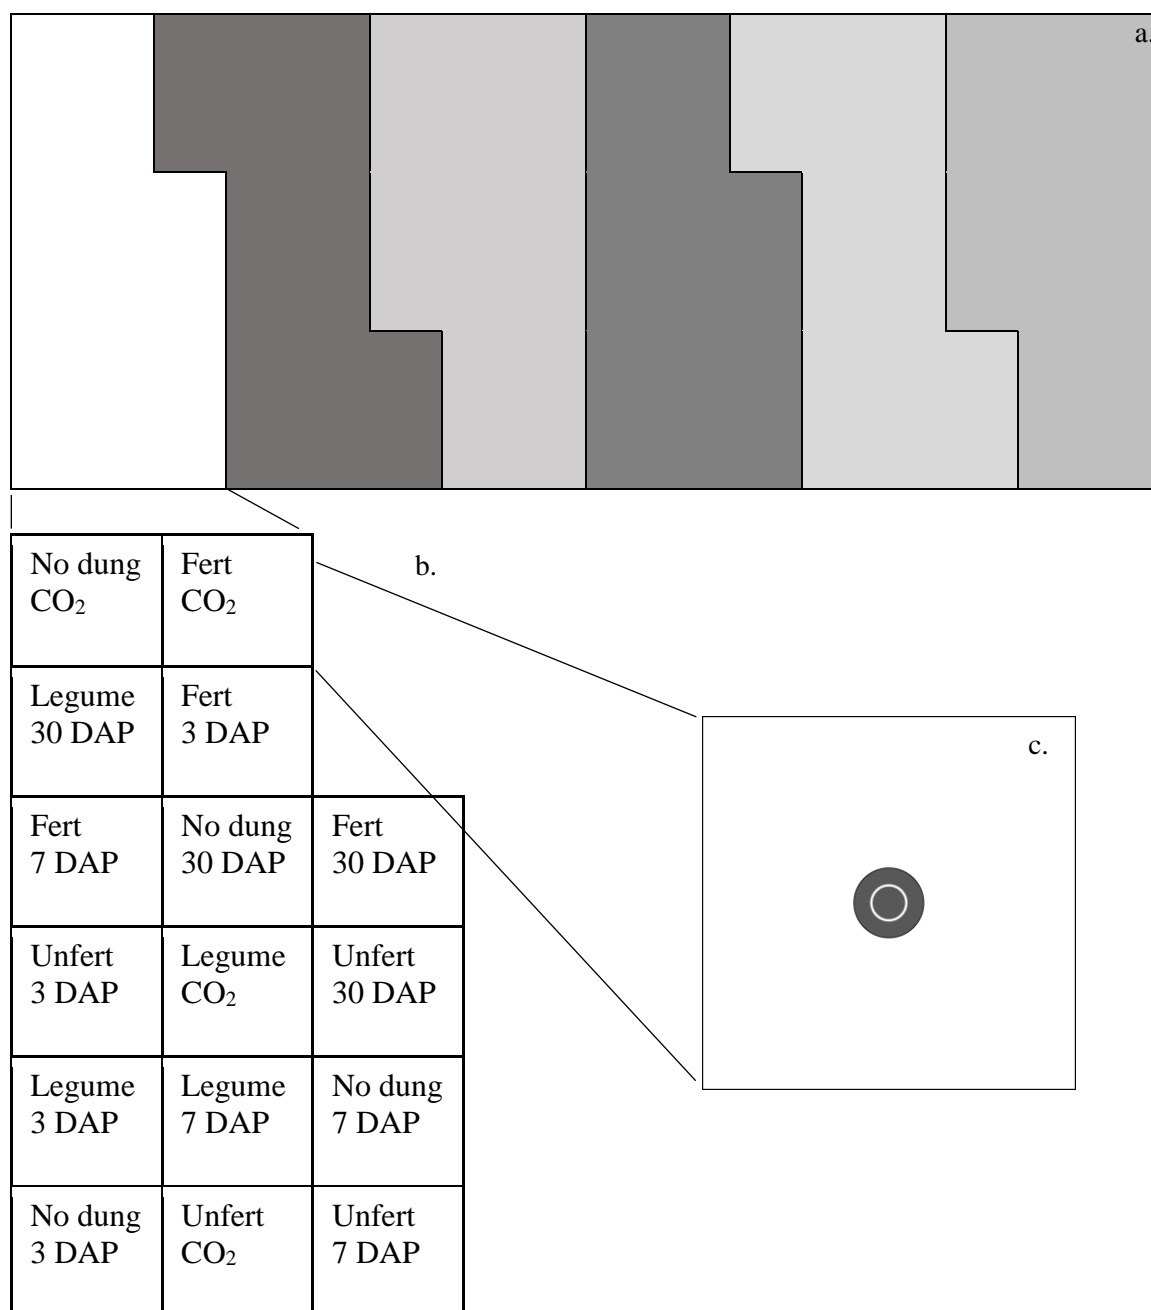 a.
b.
No dung
CO₂
Fert
CO₂
Legume
30 DAP
Fert
3 DAP
c.
Fert
7 DAP
No dung
30 DAP
Fert
30 DAP
Unfert
3 DAP
Legume
CO₂
Unfert
30 DAP
Legume
3 DAP
Legume
7 DAP
No dung
7 DAP
No dung
3 DAP
Unfert
CO₂
Unfert
7 DAP